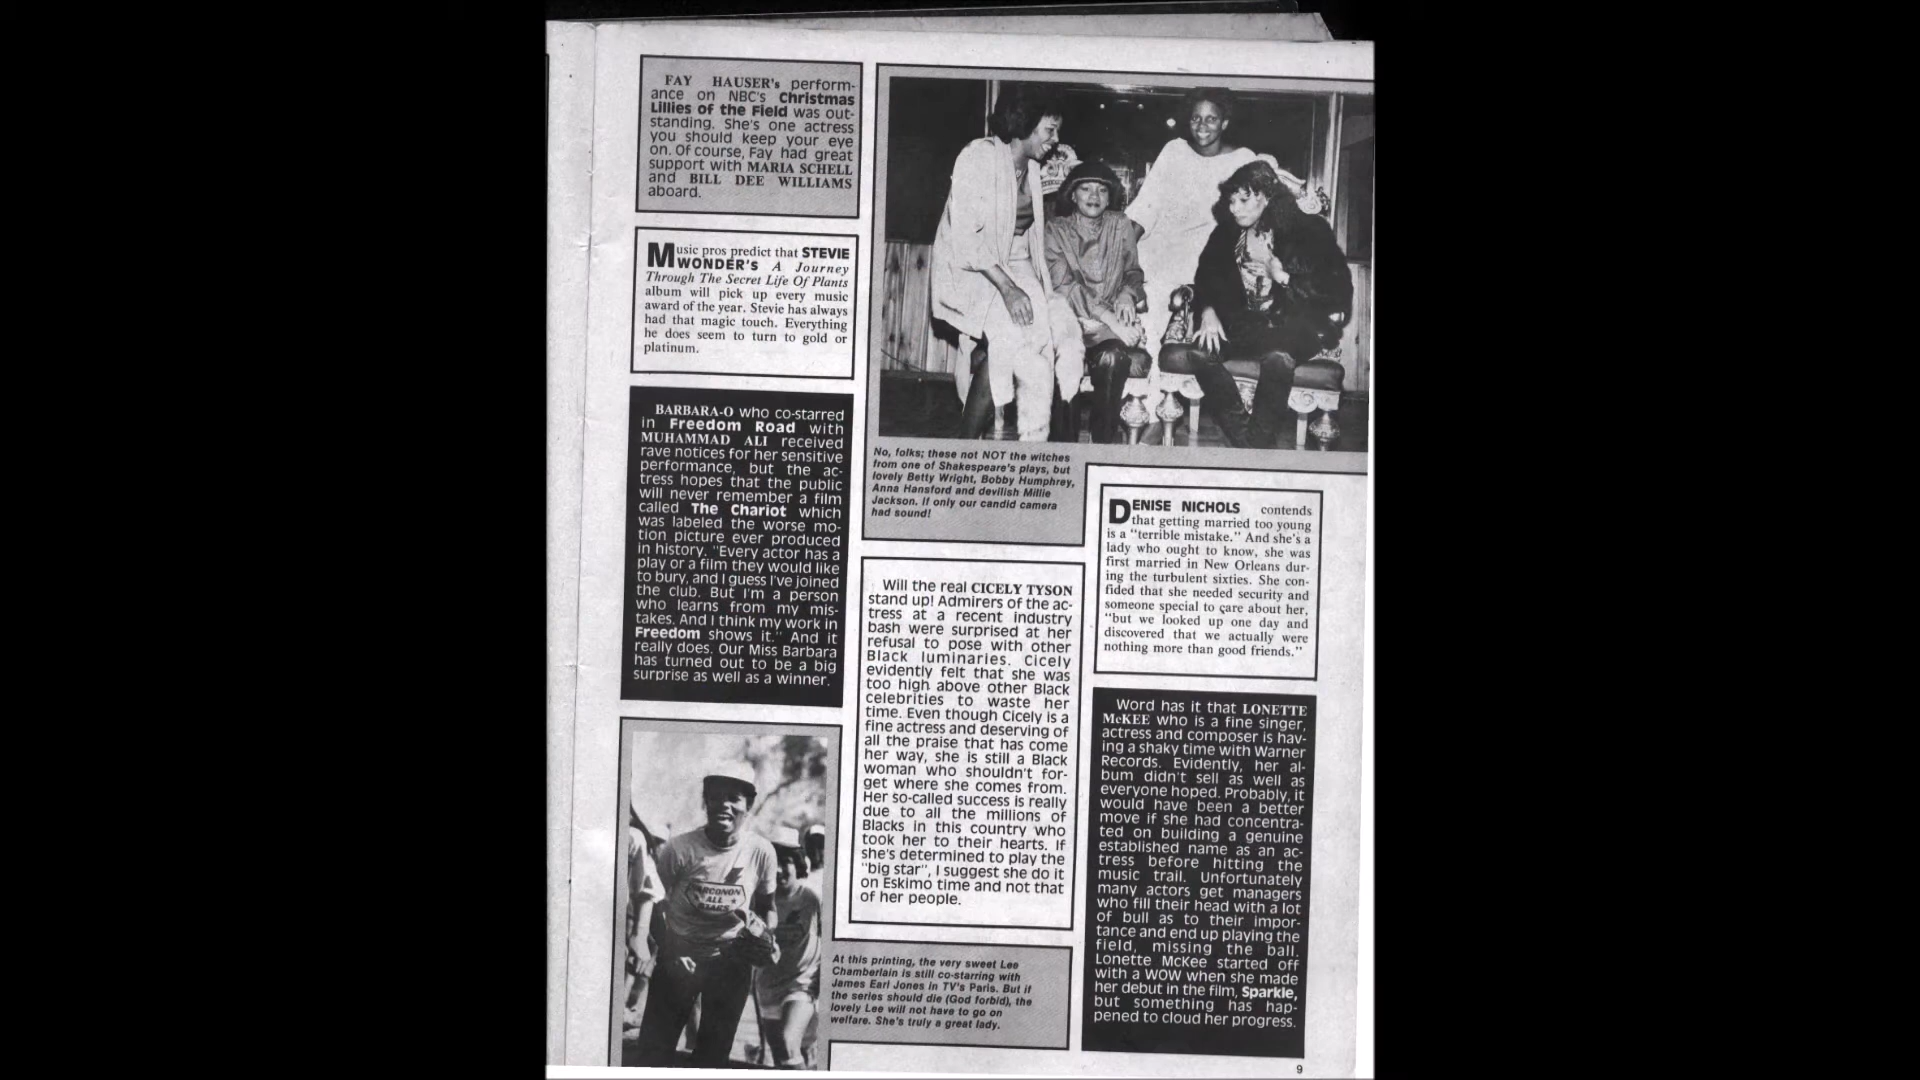 FAY HAUSER's perform-
ance on NBC's Christmas
Lillies of the Field was out-
standing. She's one actress
you should keep your eye
on. Of course, Fay had great
support with MARIA SCHELL
and BILL DEE WILLIAMS
aboard.
Music pros predict that STEVIE
WONDER'S A Journey
Through The Secret Life Of Plants
album will pick up every music
award of the year. Stevie has always
had that magic touch. Everything
he does seem to turn to gold or
platinum.
BARBARA-O who co-starred
in Freedom Road with
MUHAMMAD ALI received
rave notices for her sensitive
performance, but the ac-
tress hopes that the public
will never remember a film
called The Chariot which
was labeled the worse mo-
tion picture ever produced
in history. "Every actor has a
play or a film they would like
to bury, and I guess I've joined
the club. But I'm a person
who learns from my mis-
takes. And I think my work in
Freedom shows it." And it
really does. Our Miss Barbara
has turned out to be a big
surprise as well as a winner.
ARCONON
ALL
STARS
No, folks; these not NOT the witches
from one of Shakespeare's plays, but
lovely Betty Wright, Bobby Humphrey,
Anna Hansford and devilish Millie
Jackson. If only our candid camera
had sound!
Will the real CICELY TYSON
stand up! Admirers of the ac-
tress at a recent industry
bash were surprised at her
refusal to pose with other
Black luminaries. Cicely
evidently felt that she was
too high above other Black
celebrities to waste her
time. Even though Cicely is a
fine actress and deserving of
all the praise that has come
her way, she is still a Black
woman who shouldn't for-
get where she comes from.
Her so-called success is really
due to all the millions of
Blacks in this country who
took her to their hearts. If
she's determined to play the
"big star", I suggest she do it
on Eskimo time and not that
of her people.
At this printing, the very sweet Lee
Chamberlain is still co-starring with
James Earl Jones in TV's Paris. But if
the series should die (God forbid), the
lovely Lee will not have to go on
welfare. She's truly a great lady.
DENISE NICHOLS contends
that getting married too young
is a "terrible mistake." And she's a
lady who ought to know, she was
first married in New Orleans dur-
ing the turbulent sixties. She con-
fided that she needed security and
someone special to care about her,
"but we looked up one day and
discovered that we actually were
nothing more than good friends."
Word has it that LONETTE
McKEE who is a fine singer,
actress and composer is hav-
ing a shaky time with Warner
Records. Evidently, her al-
bum didn't sell as well as
everyone hoped. Probably, it
would have been a better
move if she had concentra-
ted on building a genuine
established name as an ac-
tress before hitting the
music trail. Unfortunately
many actors get managers
who fill their head with a lot
of bull as to their impor-
tance and end up playing the
field, missing the ball.
Lonette McKee started off
with a WOW when she made
her debut in the film, Sparkle,
but something has hap-
pened to cloud her progress.
9